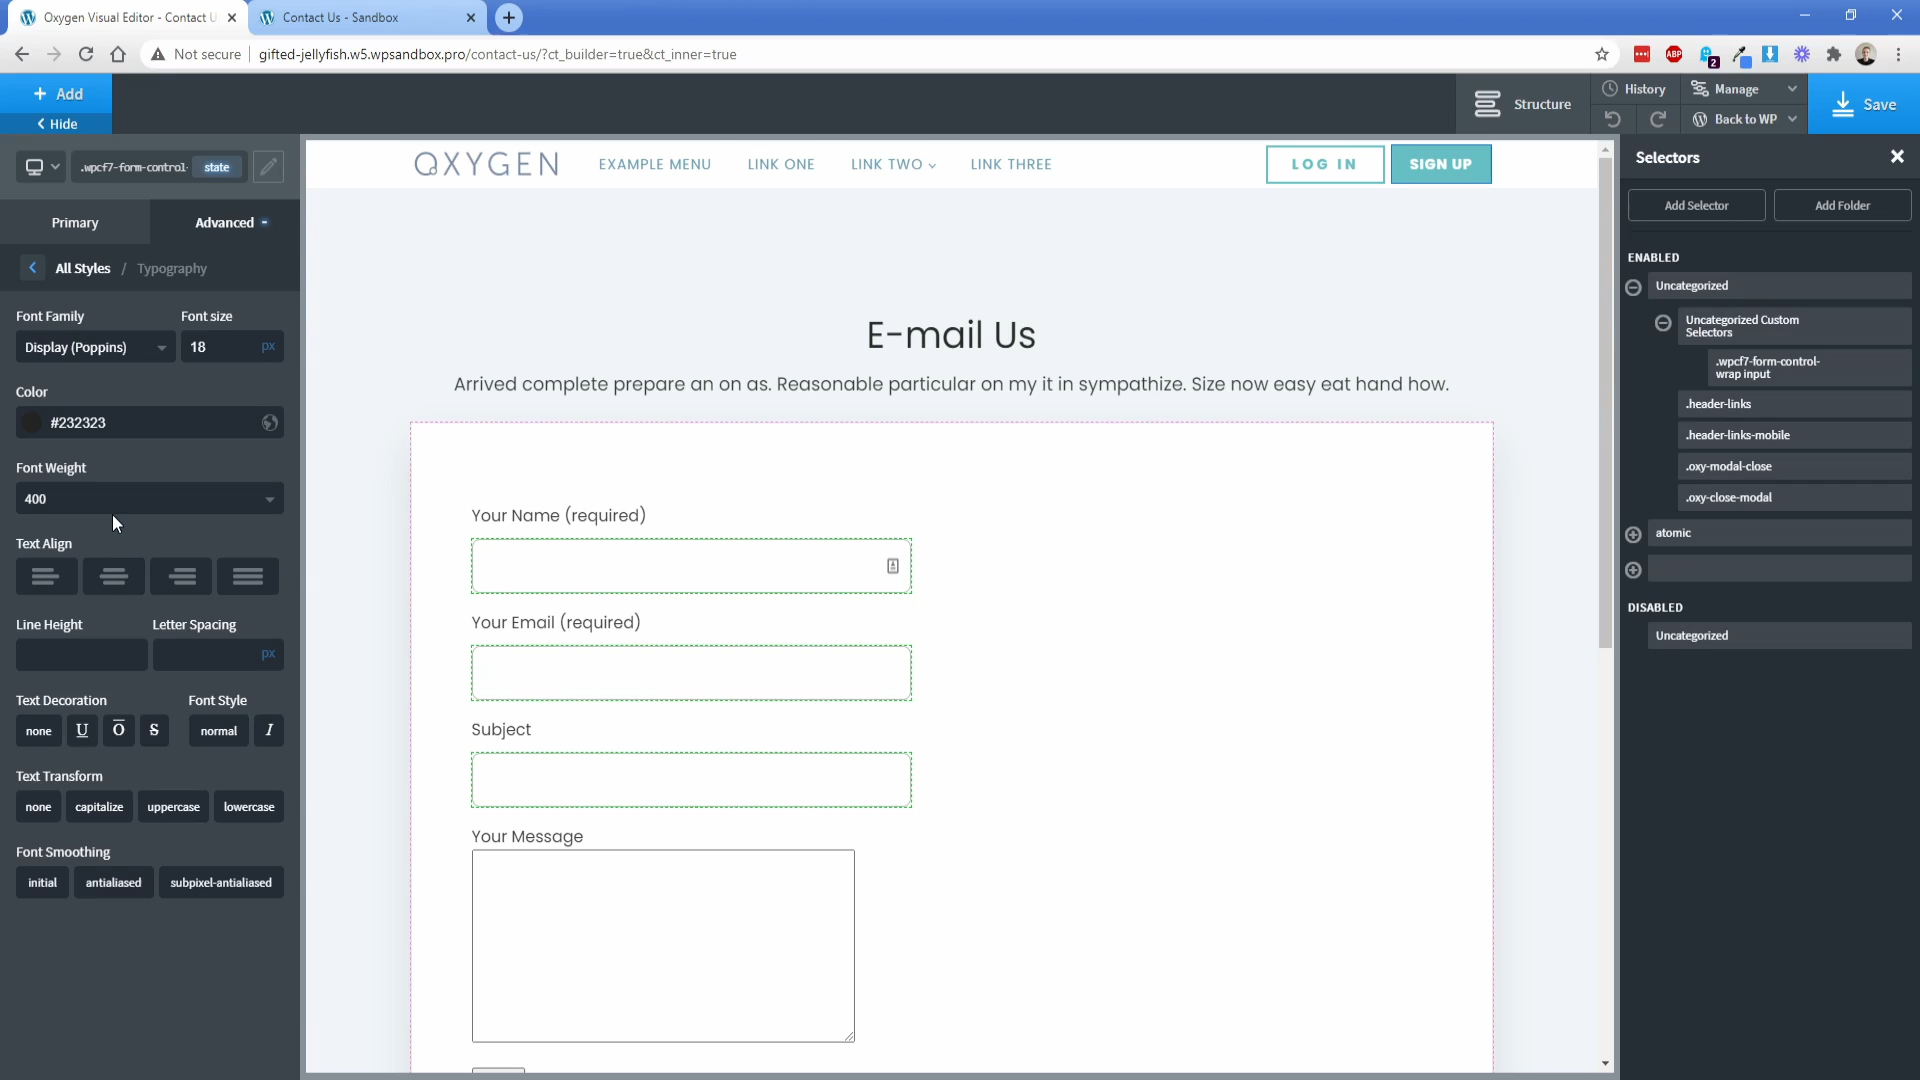 Oxygen Visual Editor - Contact U
Contact Us - Sandbox
Not secure
gifted-jellyfish.w5.wpsandbox.pro/contact-us/?ct_builder=true&ct_inner=true
ABP
2
+ Add
Hide
Structure
History
Manage
Back to WP
Save
.wpcf7-form-control-
state
Primary
Advanced
All Styles / Typography
Font Family
Font size
Display (Poppins)
18
px
Color
#232323
Font Weight
400
Text Align
Line Height
Letter Spacing
px
Text Decoration
Font Style
none
U
O
S
normal
I
Text Transform
none
capitalize
uppercase
lowercase
Font Smoothing
initial
antialiased
subpixel-antialiased
OXYGEN
EXAMPLE MENU
LINK ONE
LINK TWO
LINK THREE
LOG IN
SIGN UP
E-mail Us
Arrived complete prepare an on as. Reasonable particular on my it in sympathize. Size now easy eat hand how.
Your Name (required)
Your Email (required)
Subject
Your Message
Selectors
Add Selector
Add Folder
ENABLED
Uncategorized
Uncategorized Custom
Selectors
.wpcf7-form-control-
wrap input
.header-links
.header-links-mobile
.oxy-modal-close
.oxy-close-modal
atomic
DISABLED
Uncategorized